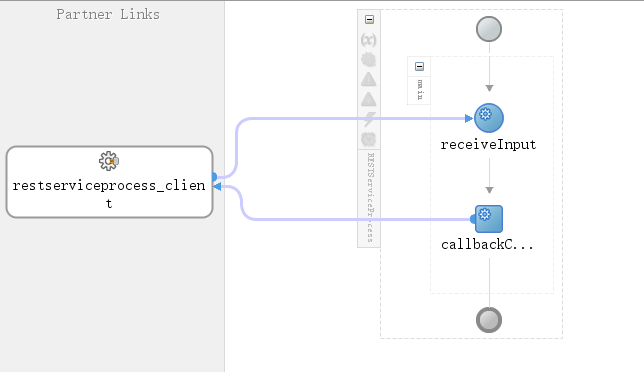 Partner Links
(x)
main
receiveInput
restserviceprocess_clien
t
RESTServiceProcess
callbackC...